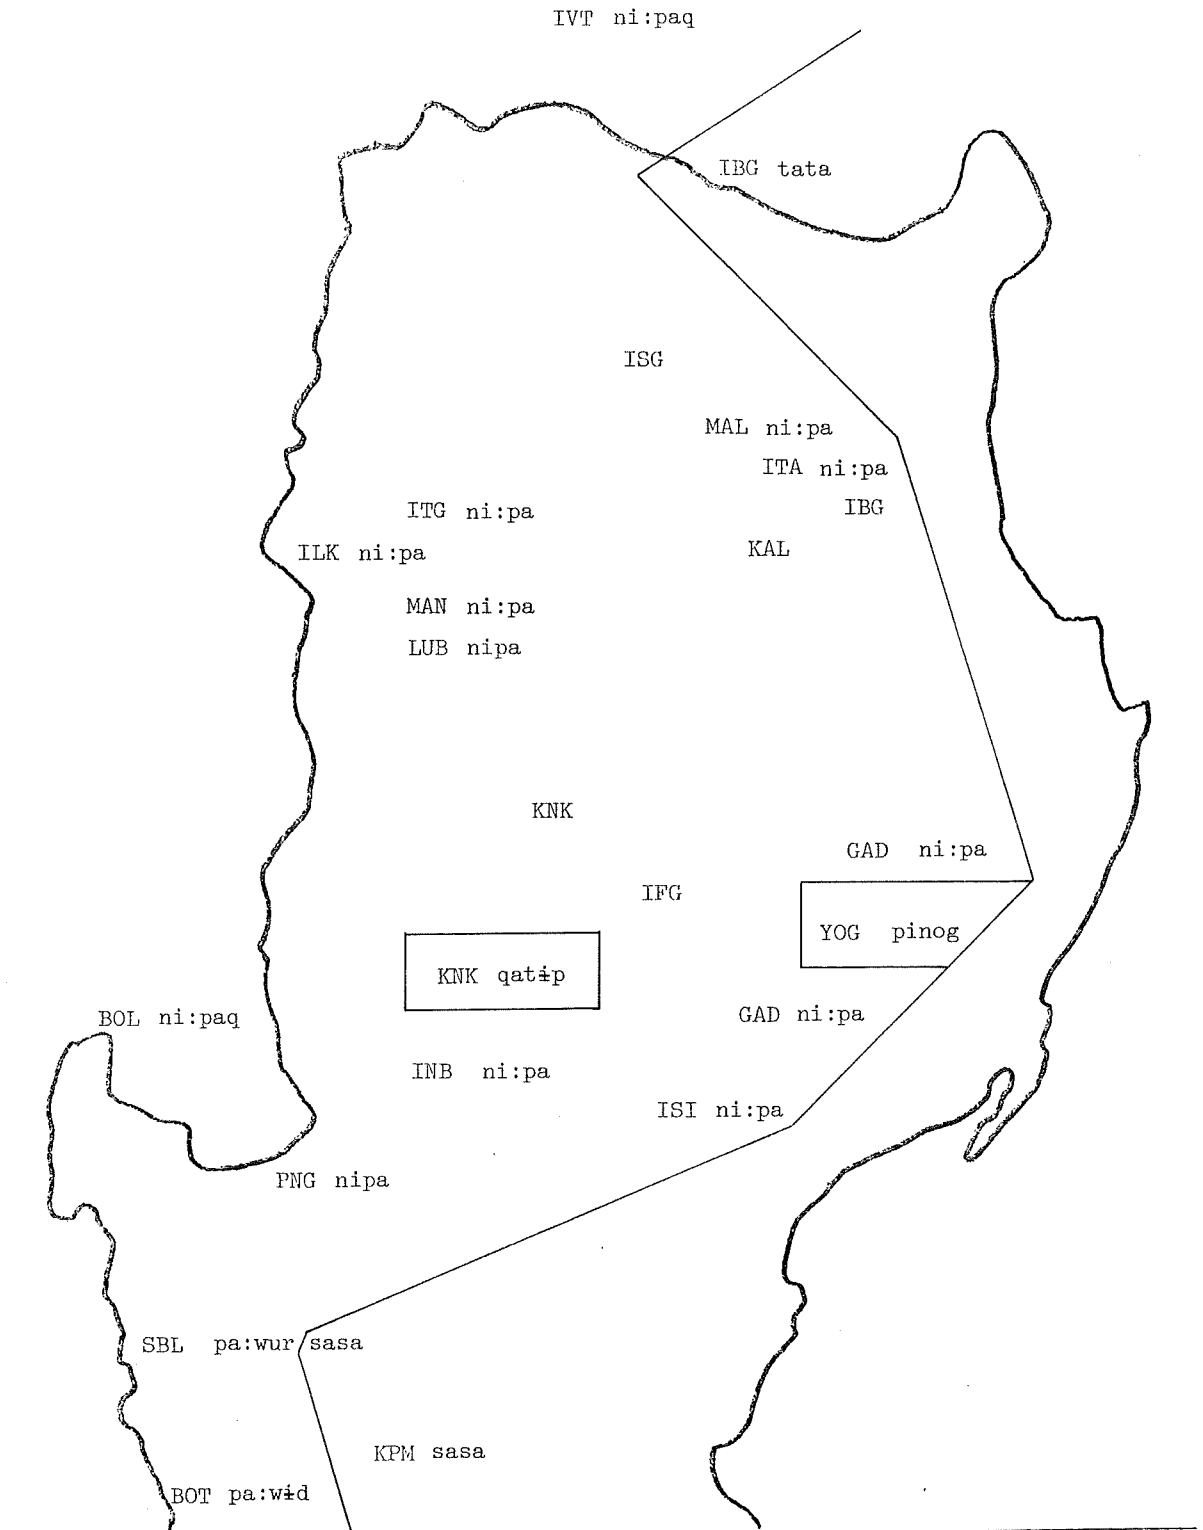 IVT ni:paq
IBG tata
ISG
MAL ni:pa
ITA ni:pa
IBG
ITG ni:pa
KAL
ILK ni:pa
MAN ni:pa
LUB nipa
KNK
GAD ni:pa
IFG
YOG pinog
KNK qatɨp
GAD ni:pa
BOL ni:paq
INB ni:pa
ISI ni:pa
PNG nipa
SBL pa:wur/sasa
KPM sasa
BOT pa:wɨd